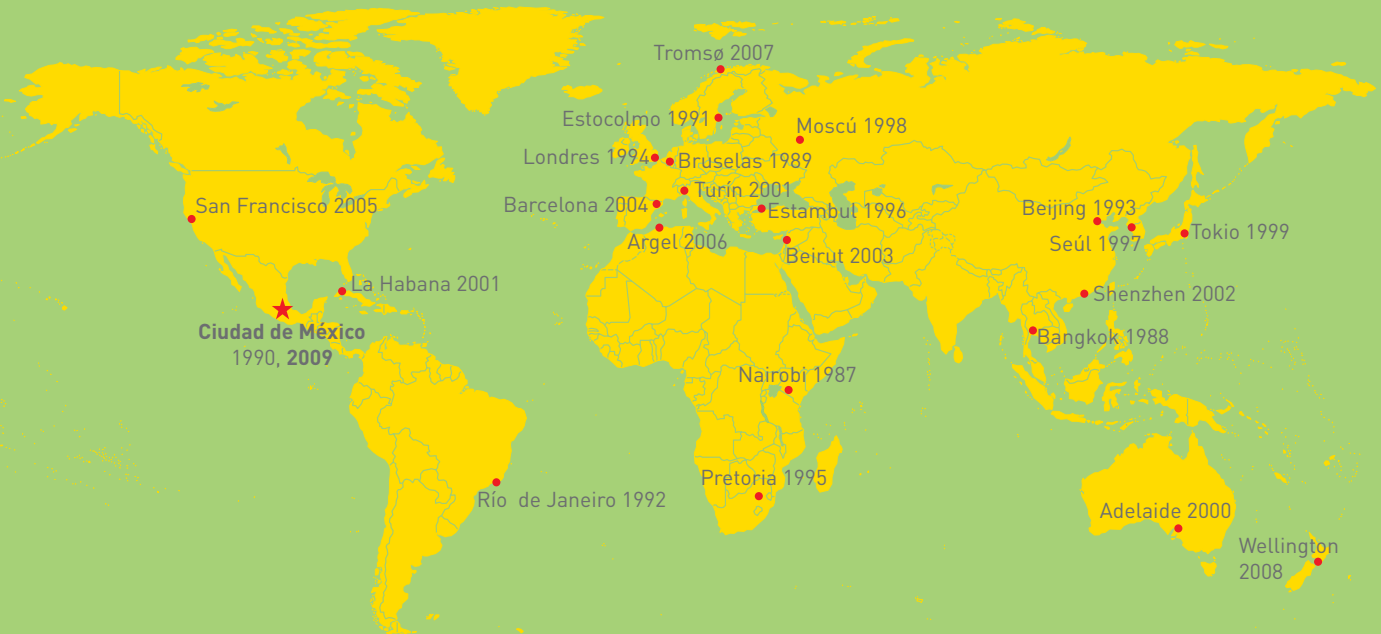 Tromsø 2007
Estocolmo 1991
Moscú 1998
Londres 1994
Bruselas 1989
Turín 2001
San Francisco 2005
Barcelona 2004
Estambul 1996
Beijing 1993
Seúl 1997
Tokio 1999
Argel 2006
Beirut 2003
La Habana 2001
Shenzhen 2002
Ciudad de México
1990, 2009
Bangkok 1988
Nairobi 1987
Pretoria 1995
Río de Janeiro 1992
Adelaide 2000
Wellington
2008